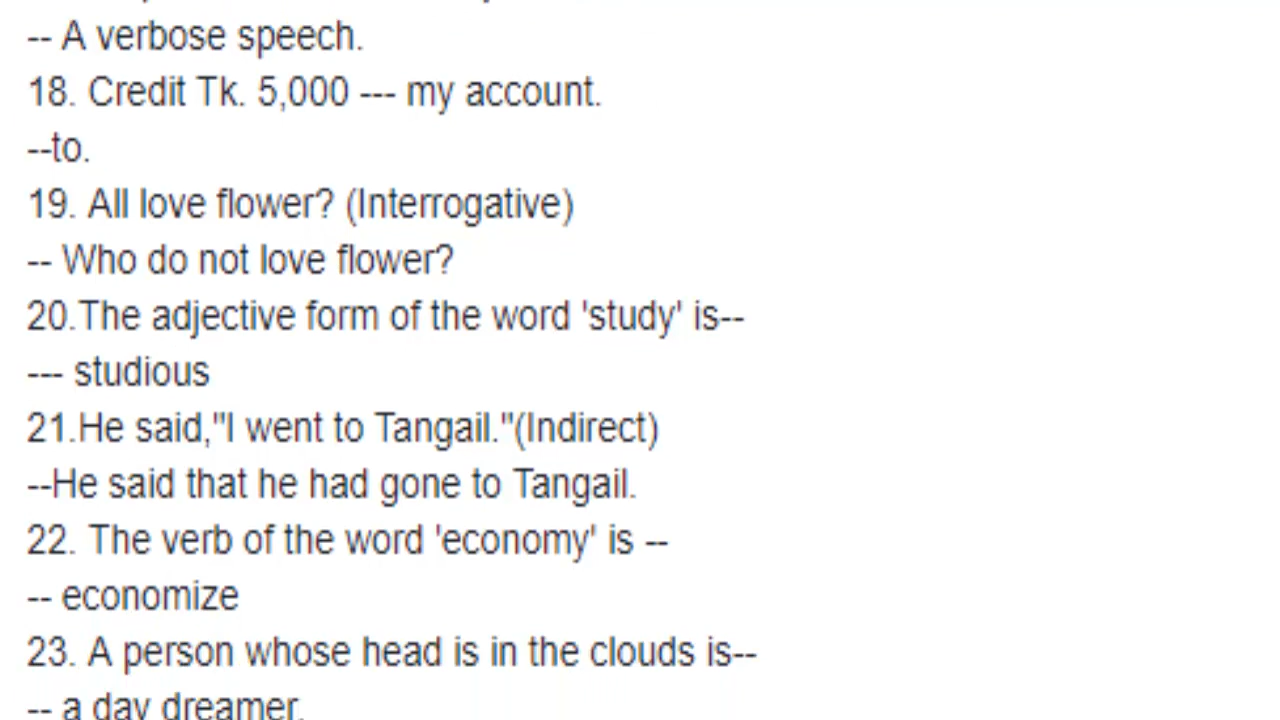 -- A verbose speech.
18. Credit Tk. 5,000 --- my account.
--to.
19. All love flower? (Interrogative)
-- Who do not love flower?
20.The adjective form of the word 'study' is--
--- studious
21.He said,"I went to Tangail."(Indirect)
--He said that he had gone to Tangail.
22. The verb of the word 'economy' is --
-- economize
23. A person whose head is in the clouds is--
-- a day dreamer.